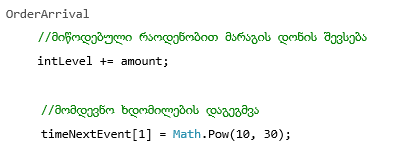 OrderArrival
//მიწოდებული რაოდენობით მარაგის დონის შევსება
intLevel += amount;
//მომდევნო ხდომილების დაგეგმვა
timeNextEvent[1] = Math.Pow(10, 30);